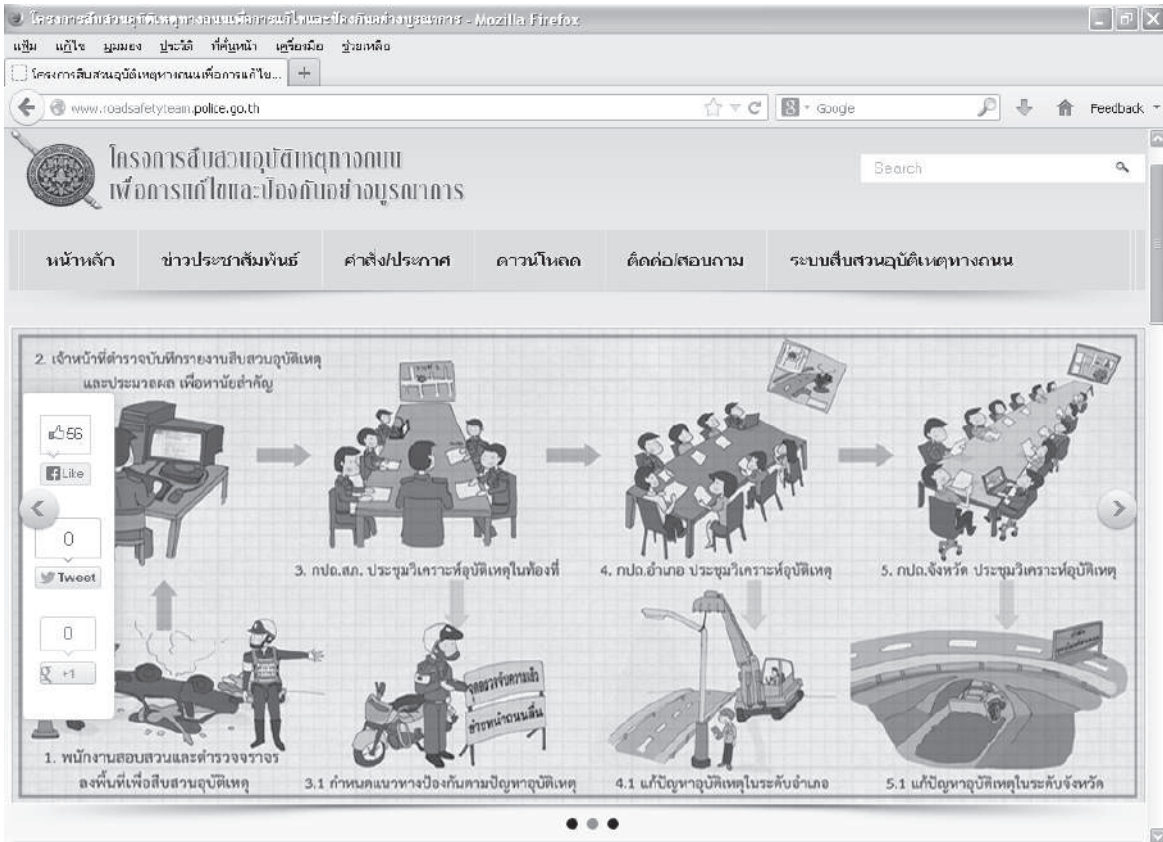 โครงการสืบสวนอุบัติเหตุทางถนนเพื่อการแก้ไขและป้องกันอย่างบูรณาการ - Mozilla Firefox
แฟ้ม แก้ไข มุมมอง ประวัติ ที่คั่นหน้า เครื่องมือ ช่วยเหลือ
โครงการสืบสวนอุบัติเหตุทางถนนเพื่อการแก้ไข...
www.roadsafetyteam.police.go.th Google Feedback
โครงการสืบสวนอุบัติเหตุทางถนน
เพื่อการแก้ไขและป้องกันอย่างบูรณาการ
Search
หน้าหลัก ข่าวประชาสัมพันธ์ คำสั่ง/ประกาศ ดาวน์โหลด ติดต่อ/สอบถาม ระบบสืบสวนอุบัติเหตุทางถนน
2. เจ้าหน้าที่ตำรวจบันทึกรายงานสืบสวนอุบัติเหตุ
และประมวลผล เพื่อหานัยสำคัญ
56
Like
0
Tweet
0
+1
3. กปถ.สภ. ประชุมวิเคราะห์อุบัติเหตุในท้องที่
4. กปถ.อำเภอ ประชุมวิเคราะห์อุบัติเหตุ
5. กปถ.จังหวัด ประชุมวิเคราะห์อุบัติเหตุ
จุดตรวจจับความเร็ว
ช่วงหน้าถนนลื่น
1. พนักงานสอบสวนและตำรวจจราจร
ลงพื้นที่เพื่อสืบสวนอุบัติเหตุ
3.1 กำหนดแนวทางป้องกันตามปัญหาอุบัติเหตุ
4.1 แก้ปัญหาอุบัติเหตุในระดับอำเภอ
5.1 แก้ปัญหาอุบัติเหตุในระดับจังหวัด